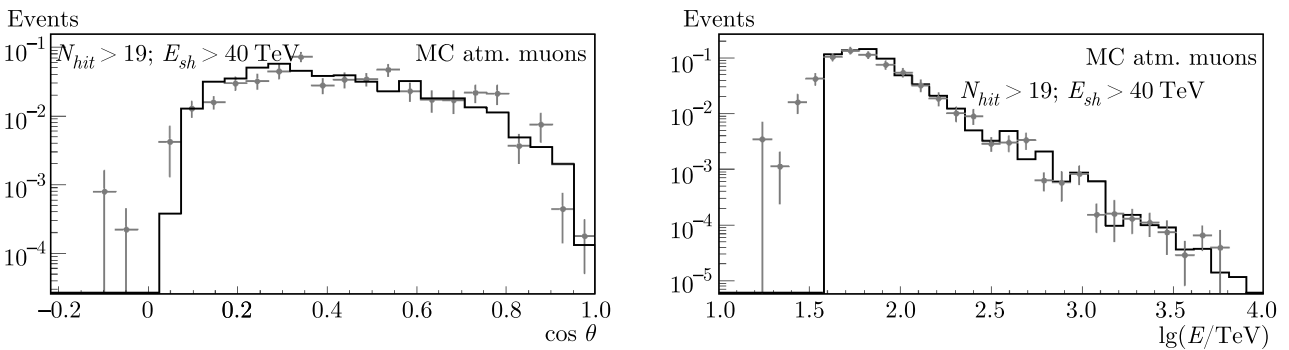 Events
10⁻¹
N_hit > 19; E_sh > 40 TeV
MC atm. muons
10⁻²
10⁻³
10⁻⁴
−0.2 0 0.2 0.4 0.6 0.8 1.0
cos θ
Events
MC atm. muons
10⁻¹
N_hit > 19; E_sh > 40 TeV
10⁻²
10⁻³
10⁻⁴
10⁻⁵
1.0 1.5 2.0 2.5 3.0 3.5 4.0
lg(E/TeV)